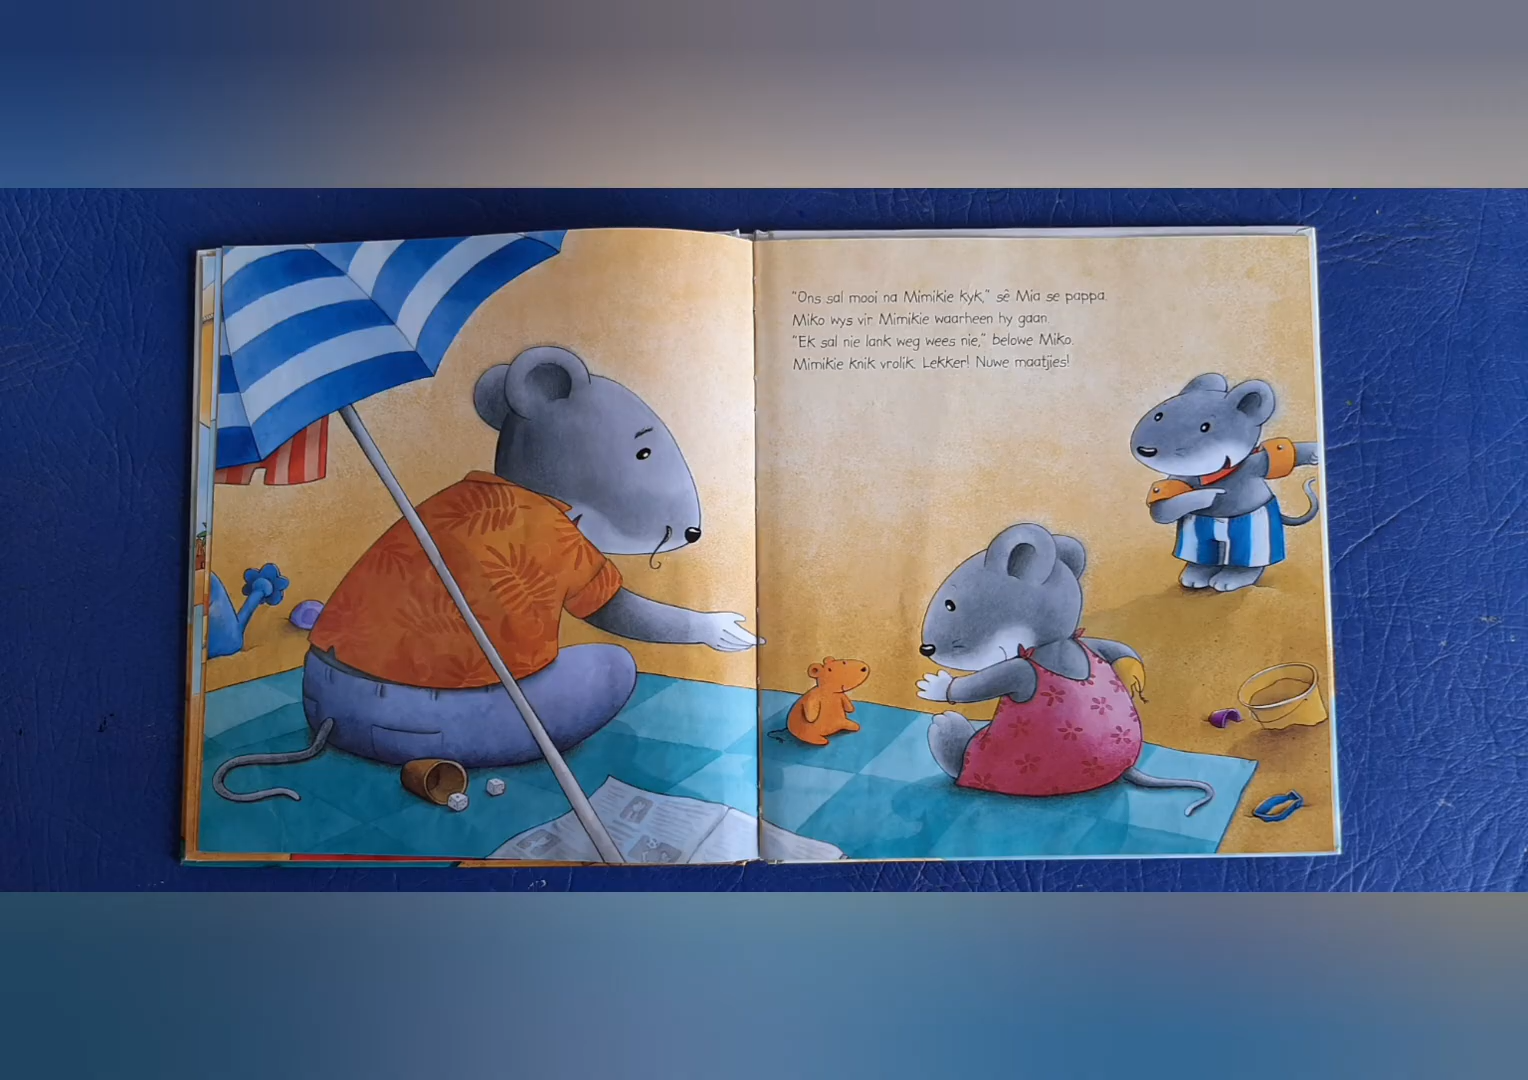 "Ons sal mooi na Mimikie kyk," sê Mia se pappa.
Miko wys vir Mimikie waarheen hy gaan.
"Ek sal nie lank weg wees nie," belowe Miko.
Mimikie knik vrolik. Lekker! Nuwe maatjies!